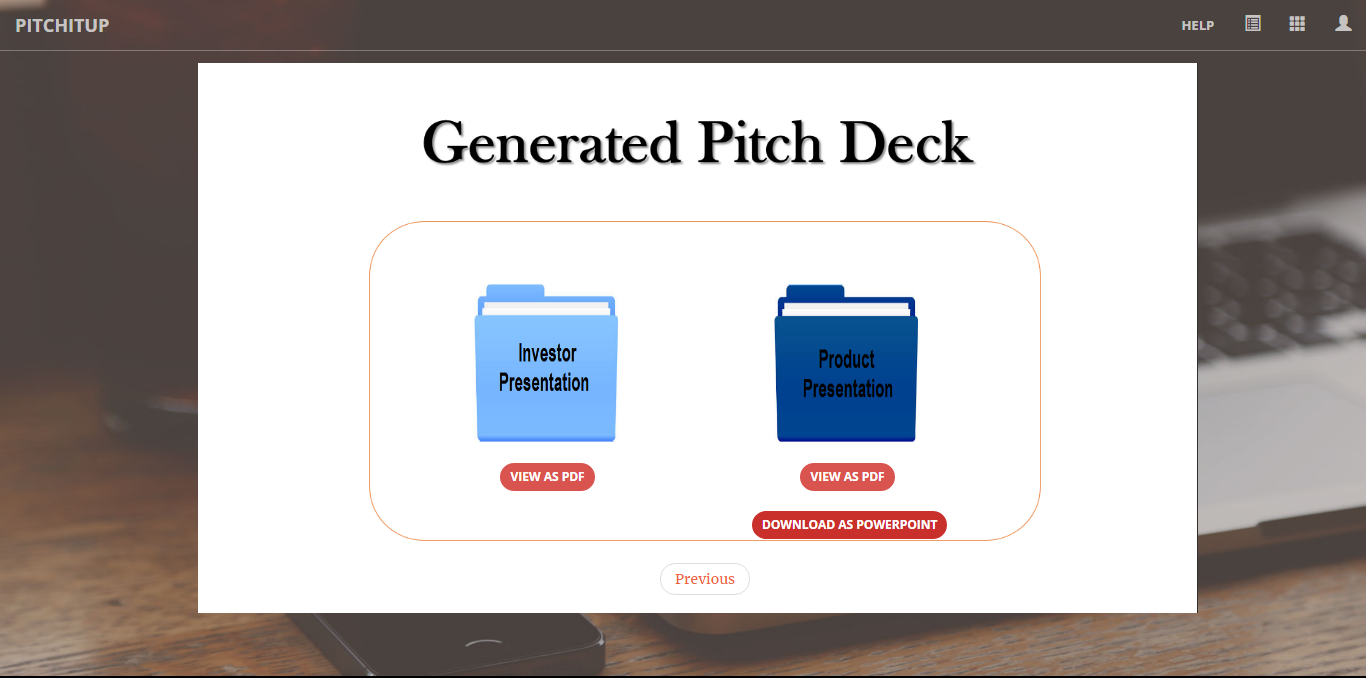 PITCHITUP
HELP
Generated Pitch Deck
Investor
Presentation
Product
Presentation
VIEW AS PDF
VIEW AS PDF
DOWNLOAD AS POWERPOINT
Previous